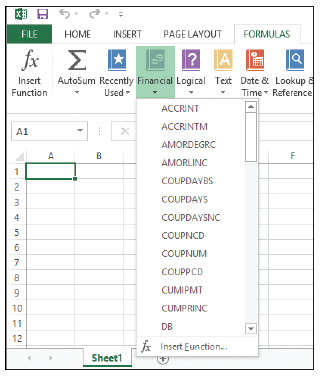 FILE HOME INSERT PAGE LAYOUT FORMULAS
fx Σ ? A
Insert AutoSum Recently Financial Logical Text Date & Lookup &
Function Used Time Reference
A1
A B E
ACCRINT
ACCRINTM
AMORDEGRC
AMORLINC
COUPDAYBS
COUPDAYS
COUPDAYSNC
COUPNCD
COUPNUM
COUPPCD
CUMIPMT
CUMPRINC
DB
fx Insert Function...
1
2
3
4
5
6
7
8
9
10
11
12
Sheet1